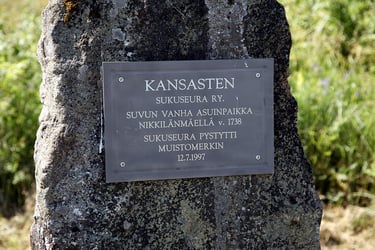 KANSASTEN
SUKUSEURA RY.
SUVUN VANHA ASUINPAIKKA
NIKKILÄNMÄELLÄ v. 1738
SUKUSEURA PYSTYTTI
MUISTOMERKIN
12.7.1997